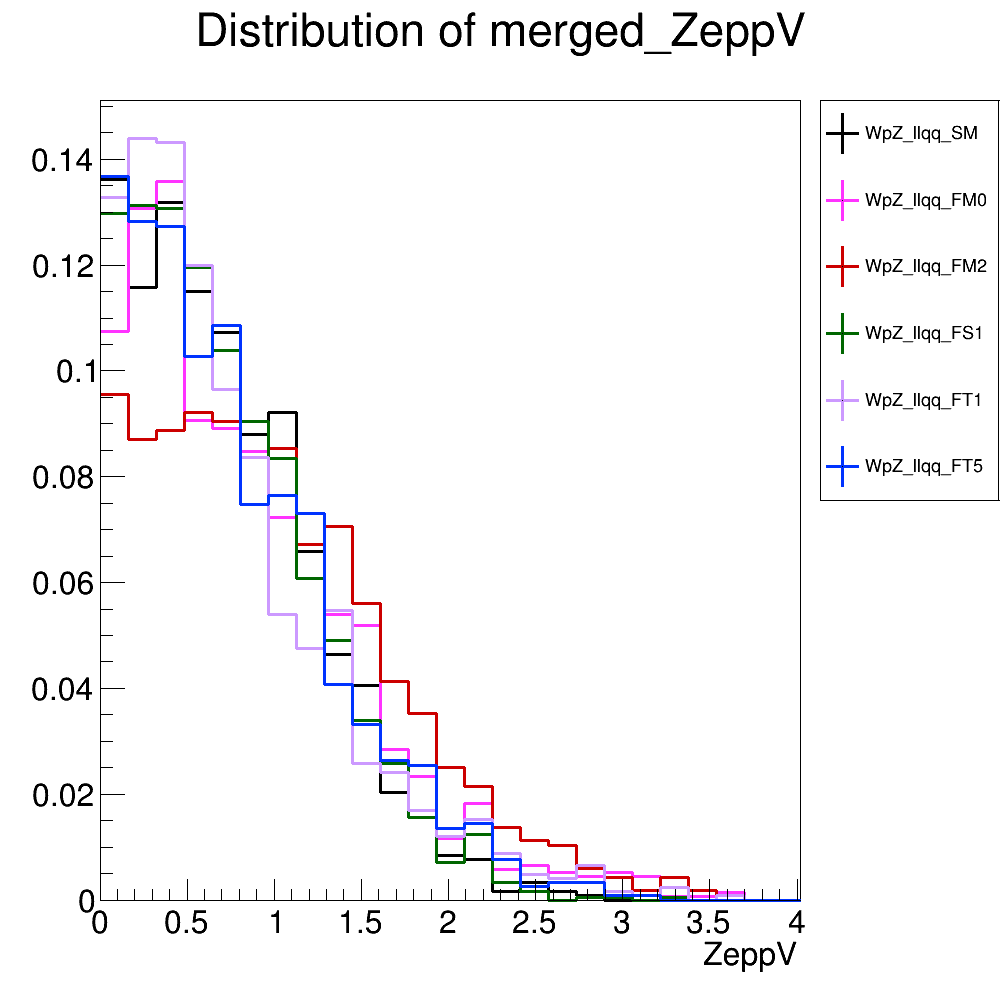 Distribution of merged_ZeppV
0.14
0.12
0.1
0.08
0.06
0.04
0.02
0
0 0.5 1 1.5 2 2.5 3 3.5 4
ZeppV
WpZ_llqq_SM
WpZ_llqq_FM0
WpZ_llqq_FM2
WpZ_llqq_FS1
WpZ_llqq_FT1
WpZ_llqq_FT5